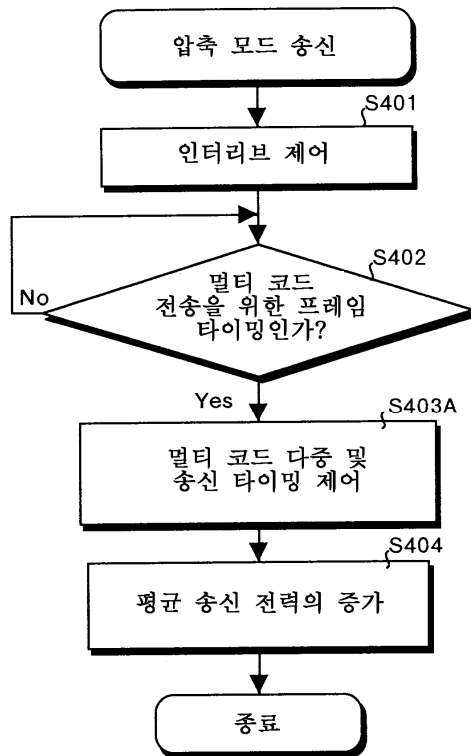 압축 모드 송신
S401
인터리브 제어
S402
멀티 코드
전송을 위한 프레임
타이밍인가?
No
Yes
S403A
멀티 코드 다중 및
송신 타이밍 제어
S404
평균 송신 전력의 증가
종료